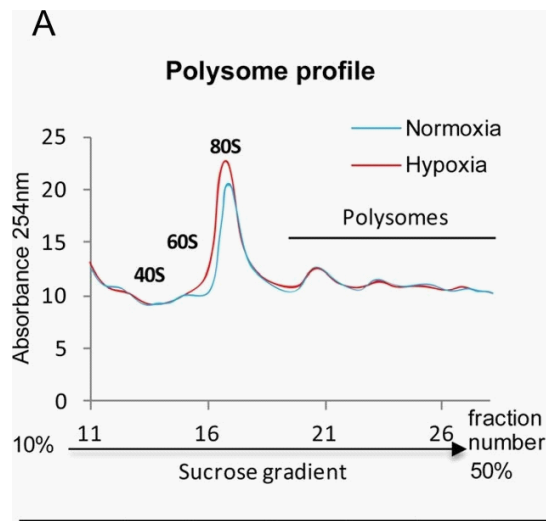 A
Polysome profile
Normoxia
Hypoxia
Polysomes
80S
60S
40S
Absorbance 254nm
25
20
15
10
5
0
11 16 21 26
fraction
number
10%
50%
Sucrose gradient